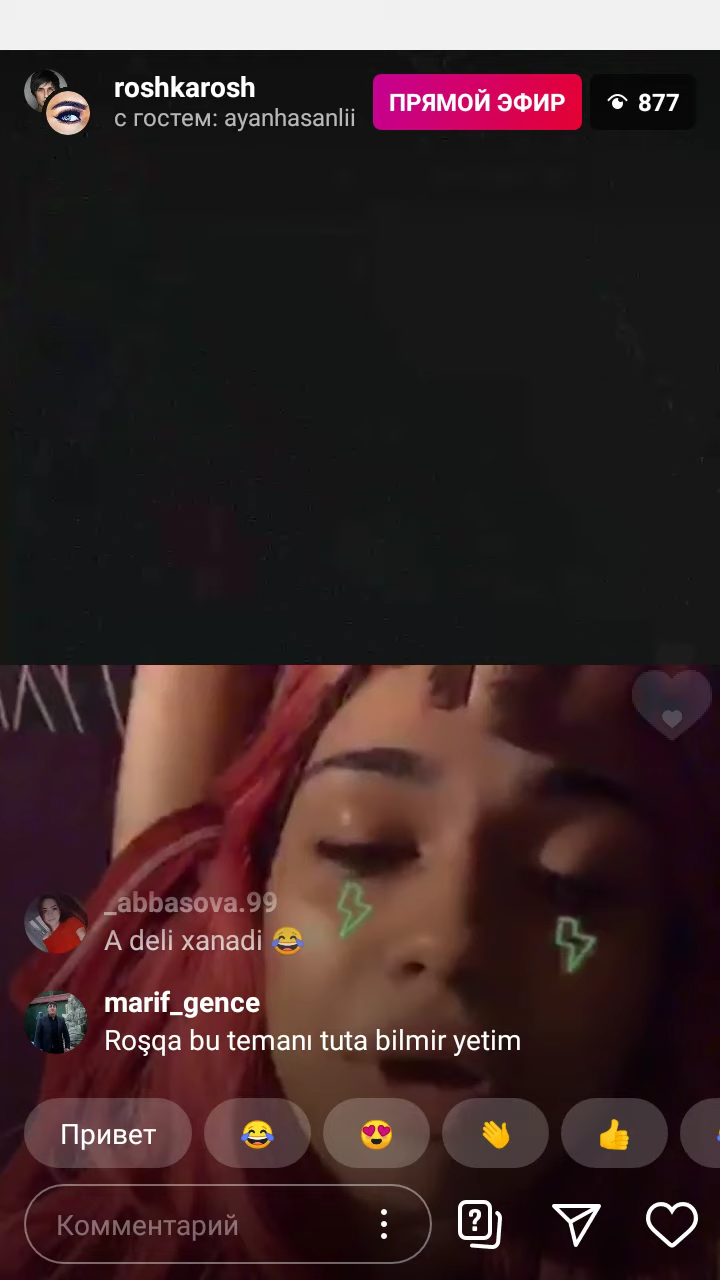 roshkarosh
с гостем: ayanhasanlii
ПРЯМОЙ ЭФИР
877
_abbasova.99
A deli xanadi 😂
marif_gence
Roşqa bu temanı tuta bilmir yetim
Привет 😂 😍 👋 👍
Комментарий